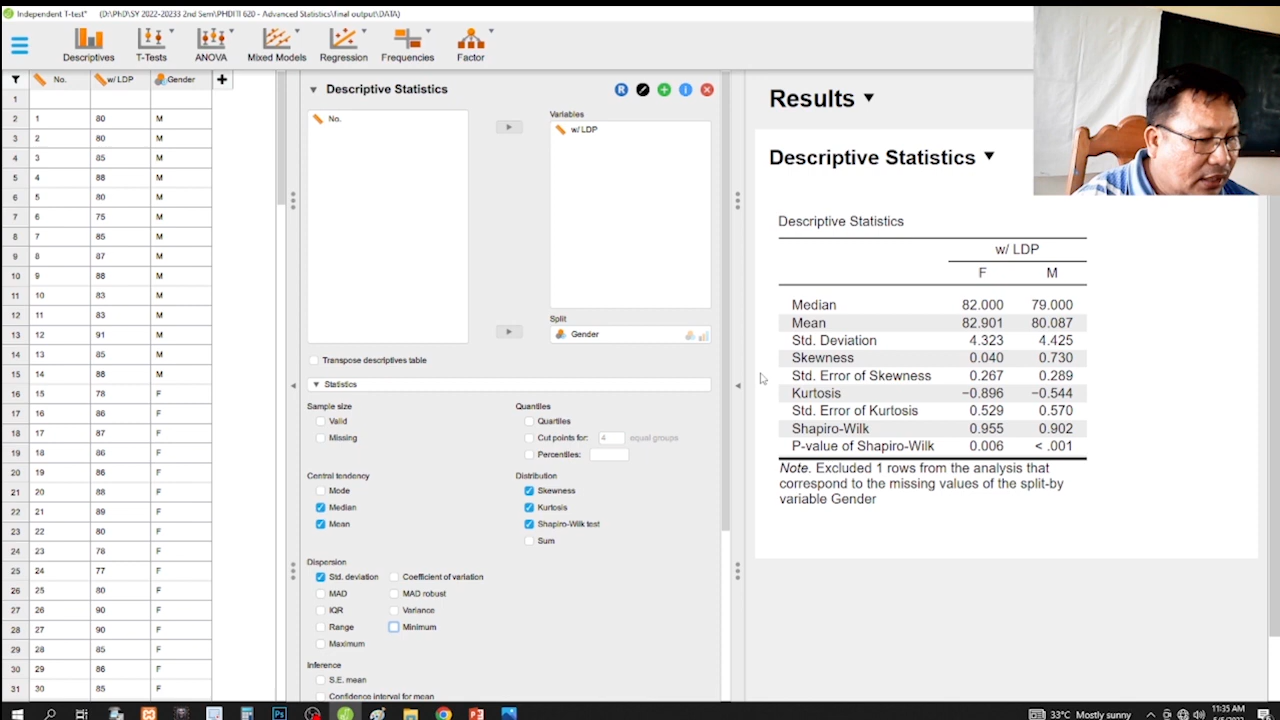 Independent T-test* (D:\PhD\SY 2022-20233 2nd Sem\PHDITI 620 - Advanced Statistics\final output\DATA)
Descriptives T-Tests ANOVA Mixed Models Regression Frequencies Factor
No. w/ LDP Gender
1
2 1 80 M
3 2 80 M
4 3 85 M
5 4 88 M
6 5 80 M
7 6 75 M
8 7 85 M
9 8 87 M
10 9 88 M
11 10 83 M
12 11 83 M
13 12 91 M
14 13 85 M
15 14 88 M
16 15 78 F
17 16 86 F
18 17 87 F
19 18 86 F
20 19 86 F
21 20 88 F
22 21 89 F
23 22 80 F
24 23 78 F
25 24 77 F
26 25 80 F
27 26 90 F
28 27 90 F
29 28 85 F
30 29 86 F
31 30 85 F
Descriptive Statistics
No.
Variables
w/ LDP
Split
Gender
Transpose descriptives table
Statistics
Sample size
Valid
Missing
Quantiles
Quartiles
Cut points for: 4 equal groups
Percentiles:
Central tendency
Mode
Median
Mean
Distribution
Skewness
Kurtosis
Shapiro-Wilk test
Sum
Dispersion
Std. deviation Coefficient of variation
MAD MAD robust
IQR Variance
Range Minimum
Maximum
Inference
S.E. mean
Confidence interval for mean
Results
Descriptive Statistics
Descriptive Statistics
w/ LDP
F M
Median 82.000 79.000
Mean 82.901 80.087
Std. Deviation 4.323 4.425
Skewness 0.040 0.730
Std. Error of Skewness 0.267 0.289
Kurtosis −0.896 −0.544
Std. Error of Kurtosis 0.529 0.570
Shapiro-Wilk 0.955 0.902
P-value of Shapiro-Wilk 0.006 < .001
Note. Excluded 1 rows from the analysis that
correspond to the missing values of the split-by
variable Gender
33°C Mostly sunny
11:35 AM